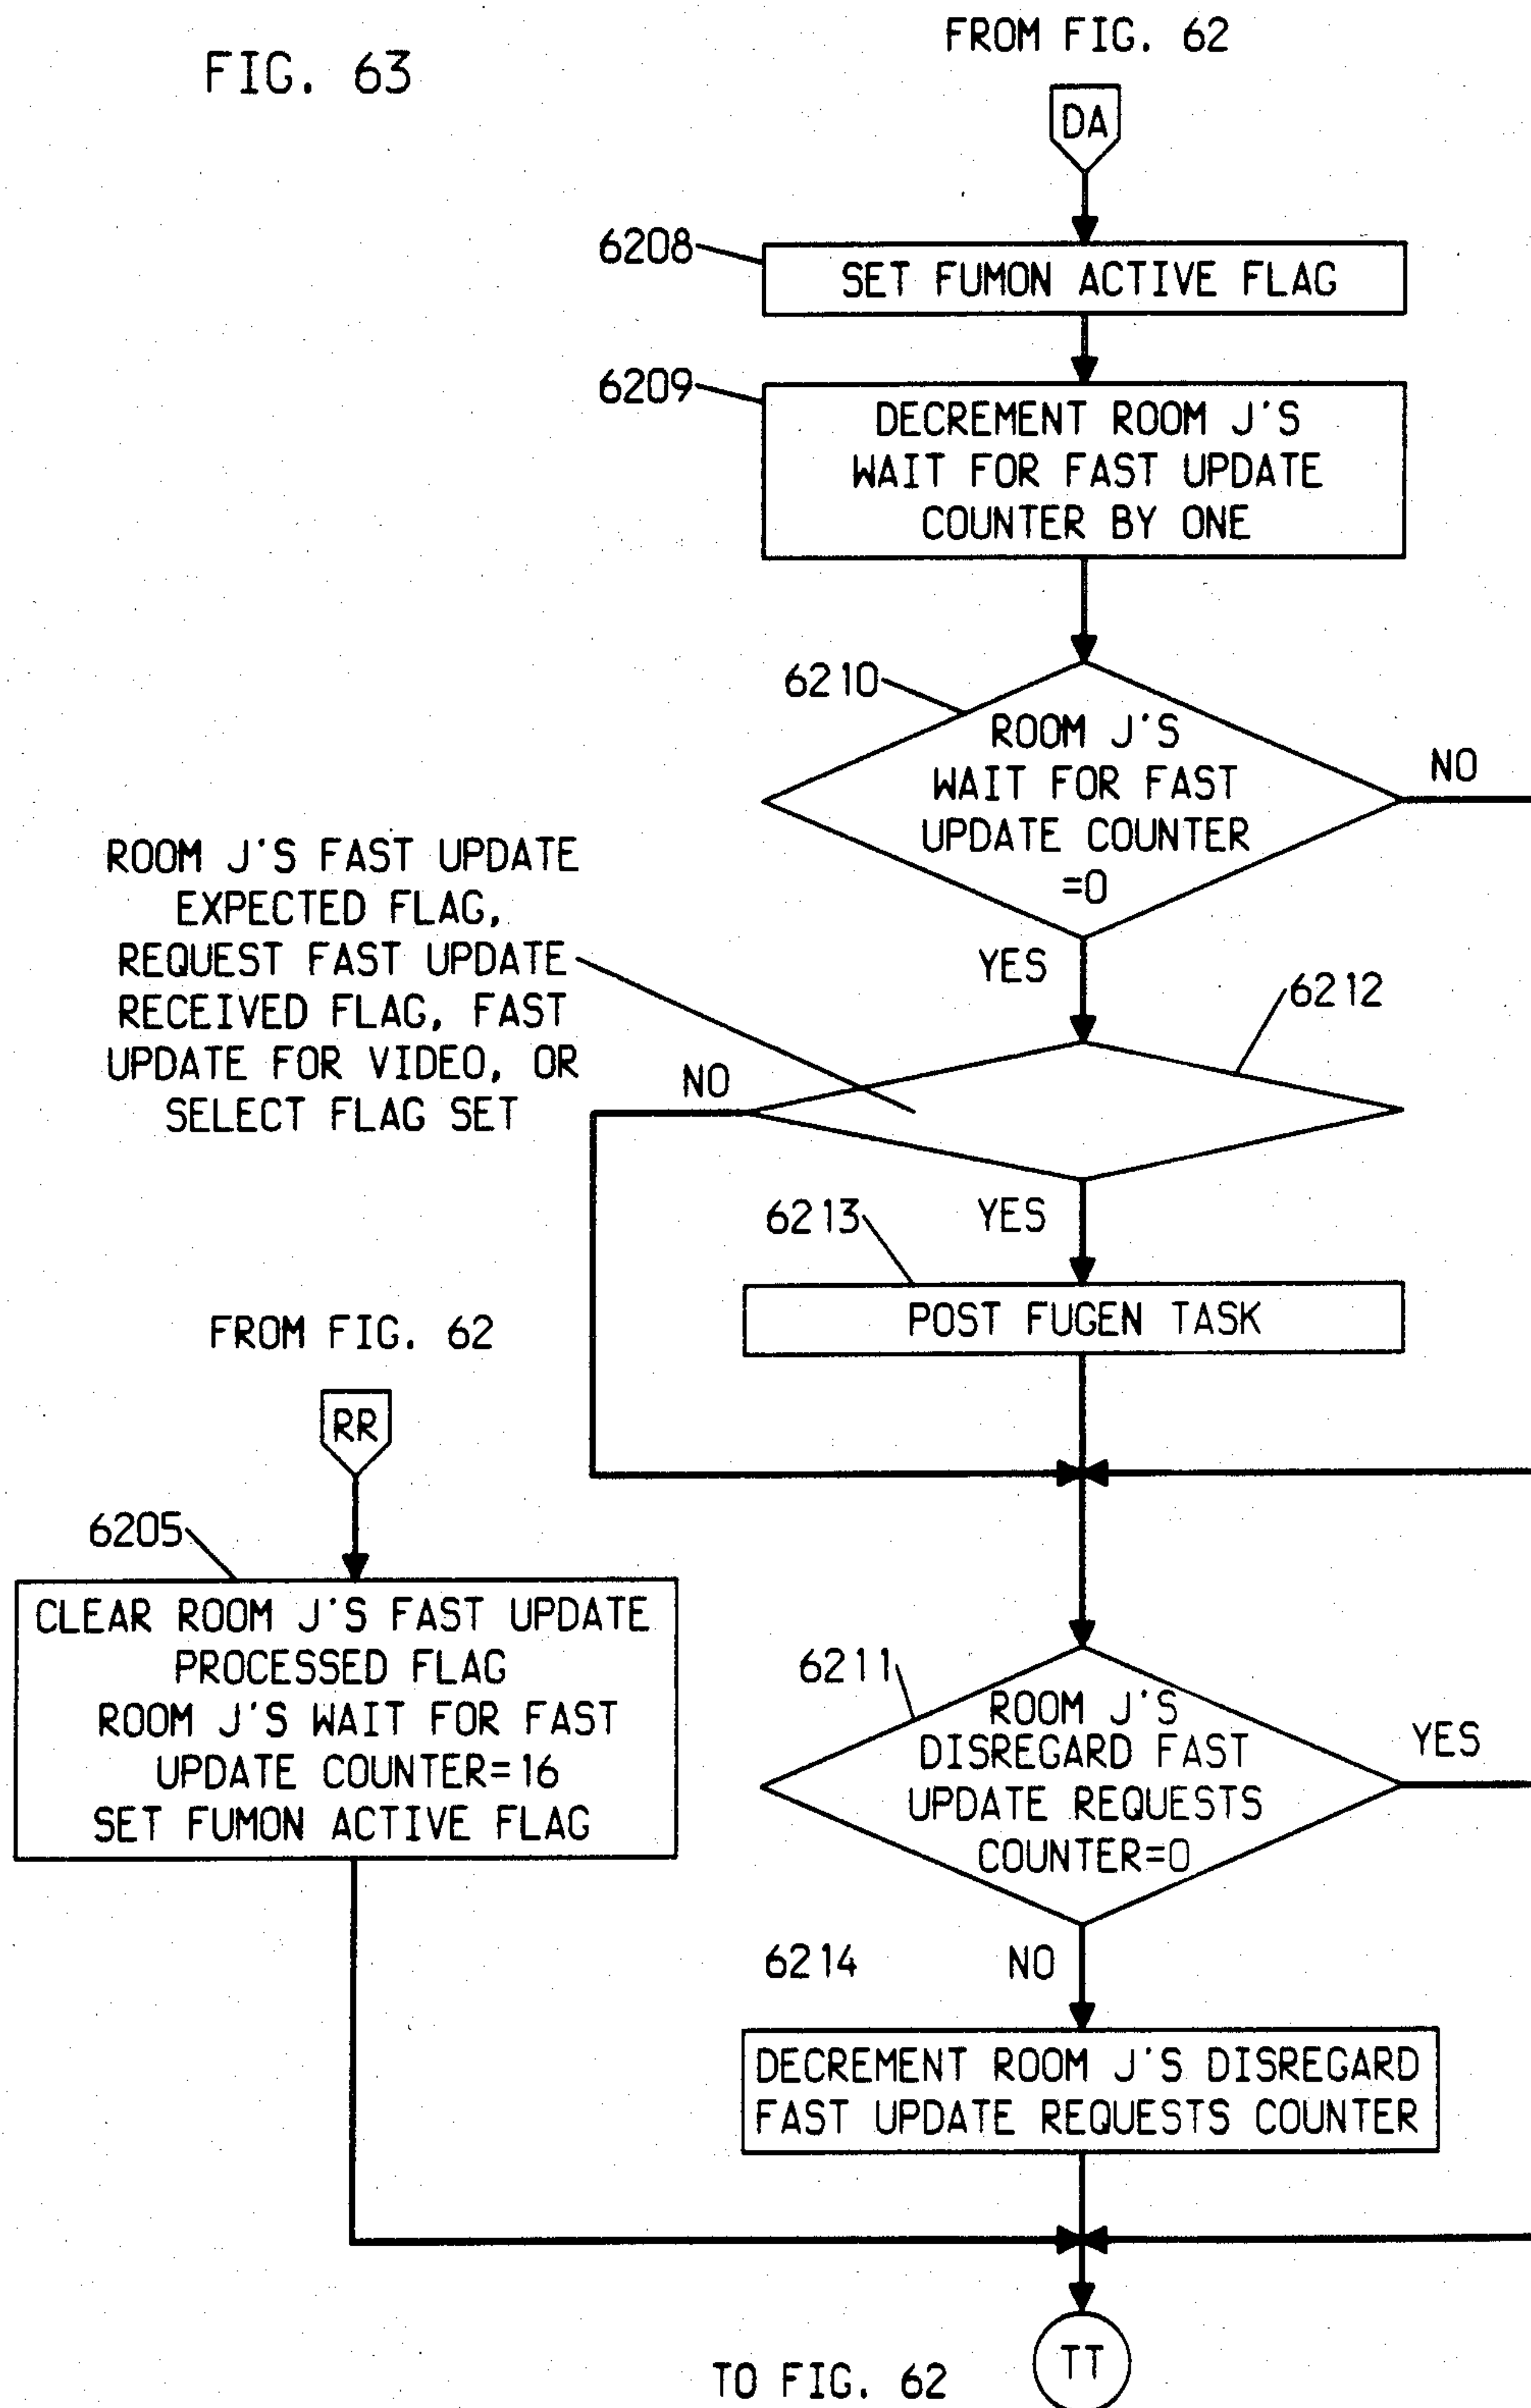 FIG. 63
FROM FIG. 62
DA
6208
SET FUMON ACTIVE FLAG
6209
DECREMENT ROOM J'S
WAIT FOR FAST UPDATE
COUNTER BY ONE
6210
ROOM J'S
WAIT FOR FAST
UPDATE COUNTER
=0
NO
YES
ROOM J'S FAST UPDATE
EXPECTED FLAG,
REQUEST FAST UPDATE
RECEIVED FLAG, FAST
UPDATE FOR VIDEO, OR
SELECT FLAG SET
6212
NO
YES
6213
POST FUGEN TASK
FROM FIG. 62
RR
6205
CLEAR ROOM J'S FAST UPDATE
PROCESSED FLAG
ROOM J'S WAIT FOR FAST
UPDATE COUNTER=16
SET FUMON ACTIVE FLAG
6211
ROOM J'S
DISREGARD FAST
UPDATE REQUESTS
COUNTER=0
YES
NO
6214
DECREMENT ROOM J'S DISREGARD
FAST UPDATE REQUESTS COUNTER
TO FIG. 62
TT